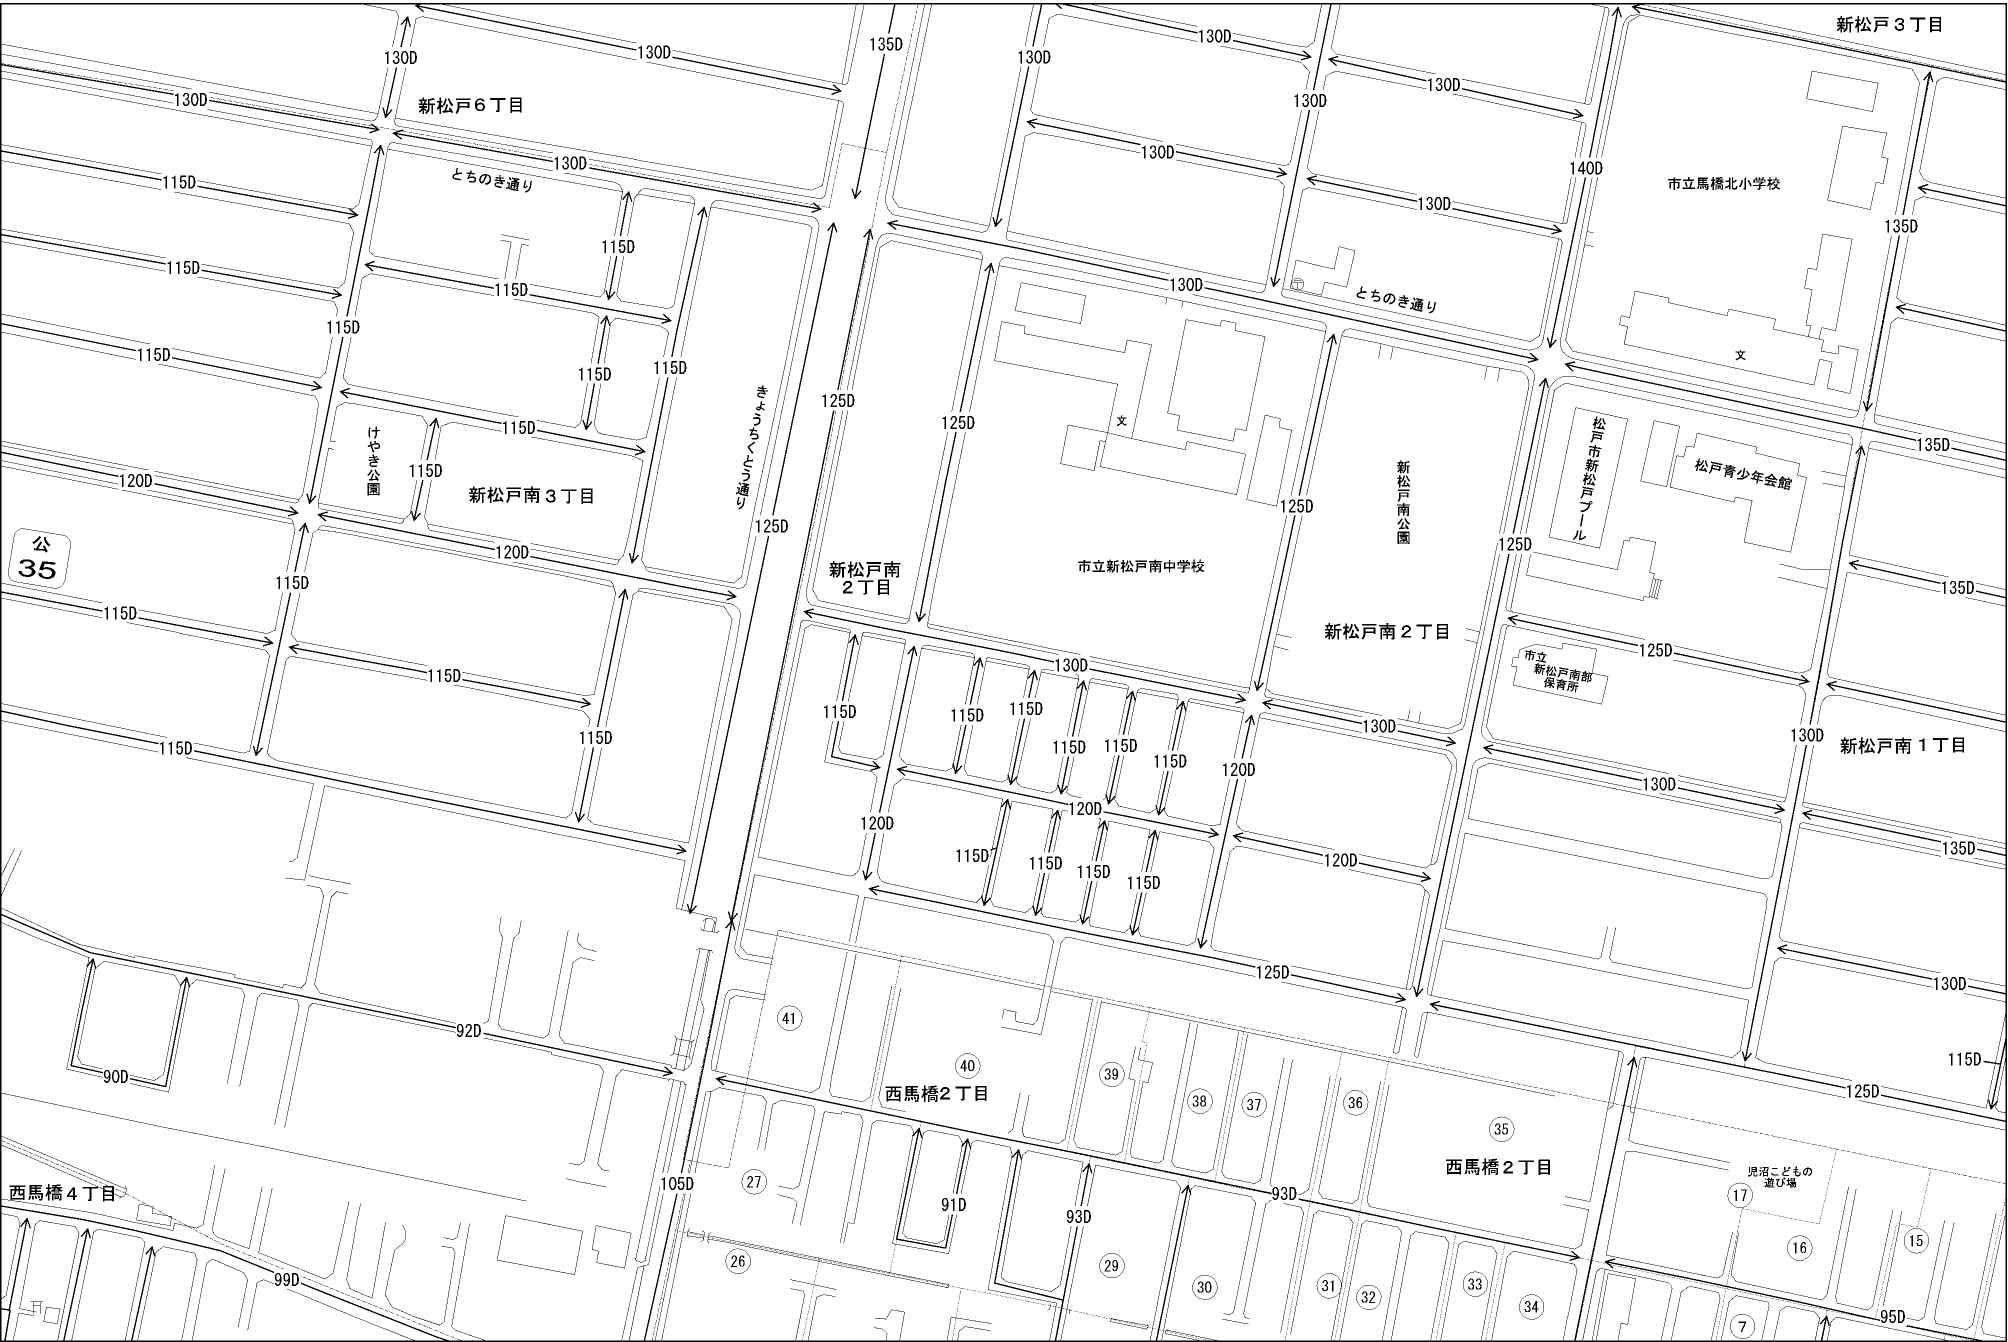 新松戸３丁目
130D
130D
135D
130D
130D
130D
130D
130D
新松戸６丁目
130D
130D
130D
140D
115D
とちのき通り
市立馬橋北小学校
130D
115D
135D
115D
130D
115D
とちのき通り
115D
115D
文
115D
115D
115D
きょうちくとう通り
125D
125D
文
松戸市新松戸プール
けやき公園
115D
115D
新松戸南３丁目
120D
新松戸南公園
松戸青少年会館
135D
125D
125D
公
35
120D
125D
115D
新松戸南
２丁目
市立新松戸南中学校
135D
115D
新松戸南２丁目
125D
市立
新松戸南部
保育所
115D
130D
115D
115D
115D
130D
130D
新松戸南１丁目
115D
115D
115D
115D
115D
120D
130D
120D
120D
115D
115D
115D
115D
120D
135D
125D
130D
41
92D
40
39
38
37
36
35
115D
125D
90D
西馬橋２丁目
西馬橋２丁目
児沼こどもの
遊び場
西馬橋４丁目
105D
27
91D
93D
93D
17
16
15
99D
26
29
30
31
32
33
34
7
95D